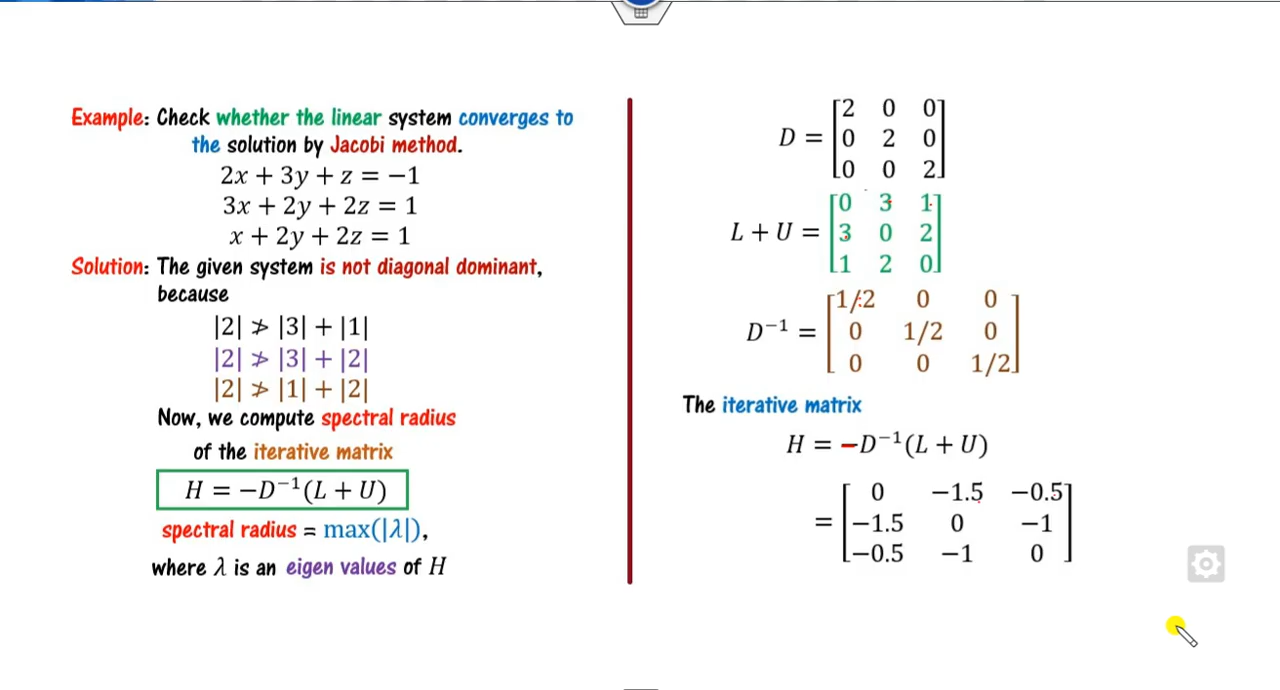 Example: Check whether the linear system converges to
the solution by Jacobi method.
2x + 3y + z = −1
3x + 2y + 2z = 1
x + 2y + 2z = 1
Solution: The given system is not diagonal dominant,
because
|2| ≯ |3| + |1|
|2| ≯ |3| + |2|
|2| ≯ |1| + |2|
Now, we compute spectral radius
of the iterative matrix
H = −D⁻¹(L + U)
spectral radius = max(|λ|),
where λ is an eigen values of H
D = [2 0 0
0 2 0
0 0 2]
L + U = [0 3 1
3 0 2
1 2 0]
D⁻¹ = [1/2 0 0
0 1/2 0
0 0 1/2]
The iterative matrix
H = −D⁻¹(L + U)
= [0 −1.5 −0.5
−1.5 0 −1
−0.5 −1 0]